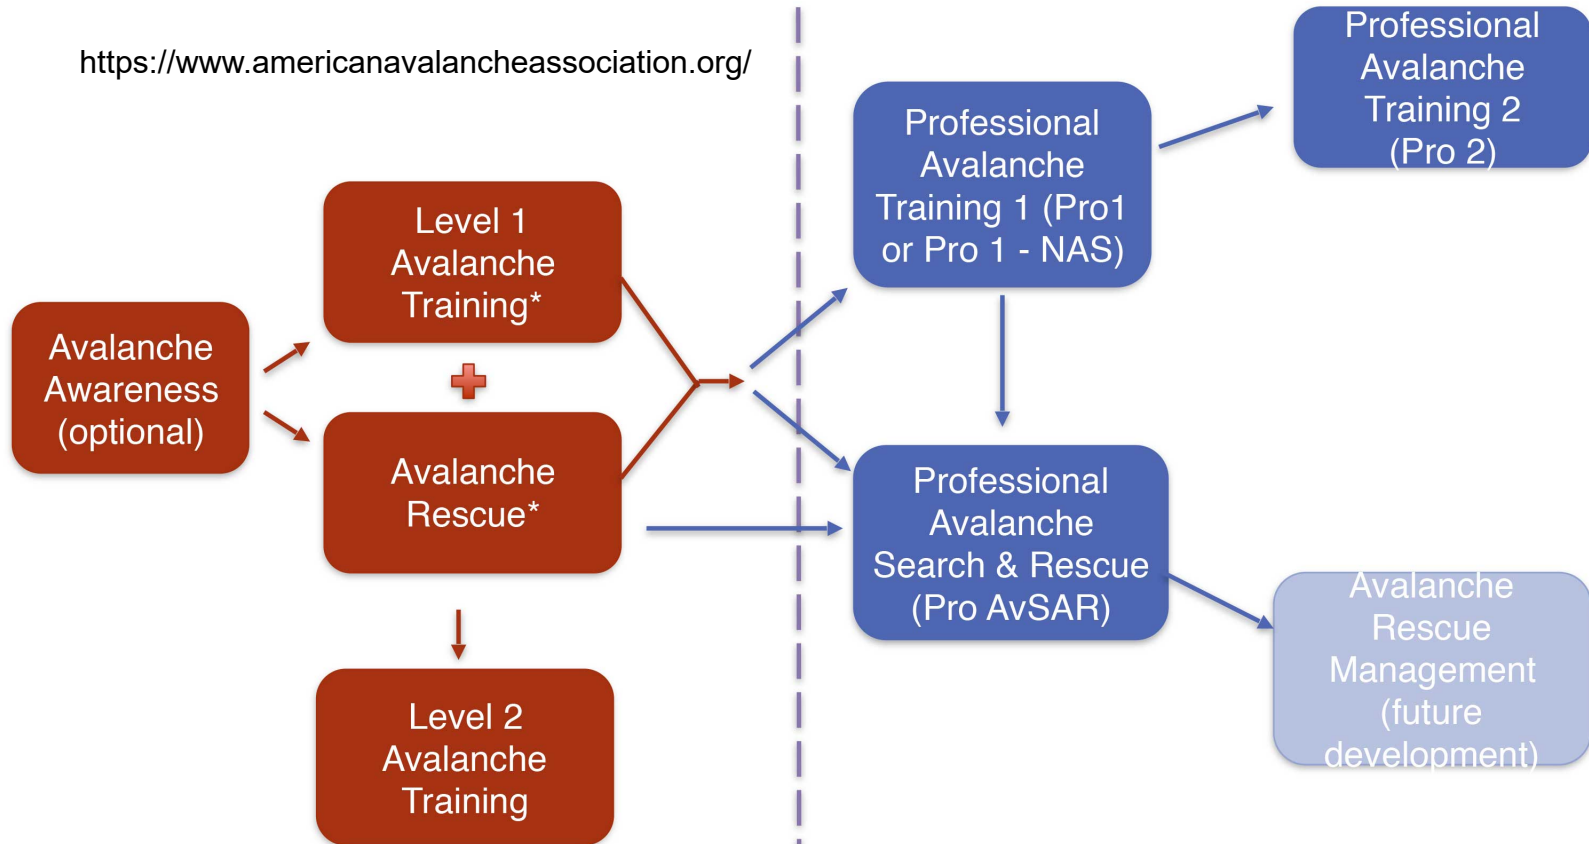 https://www.americanavalancheassociation.org/
Avalanche
Awareness
(optional)
Level 1
Avalanche
Training*
Avalanche
Rescue*
Level 2
Avalanche
Training
Professional
Avalanche
Training 1 (Pro1
or Pro 1 - NAS)
Professional
Avalanche
Training 2
(Pro 2)
Professional
Avalanche
Search & Rescue
(Pro AvSAR)
Avalanche
Rescue
Management
(future
development)